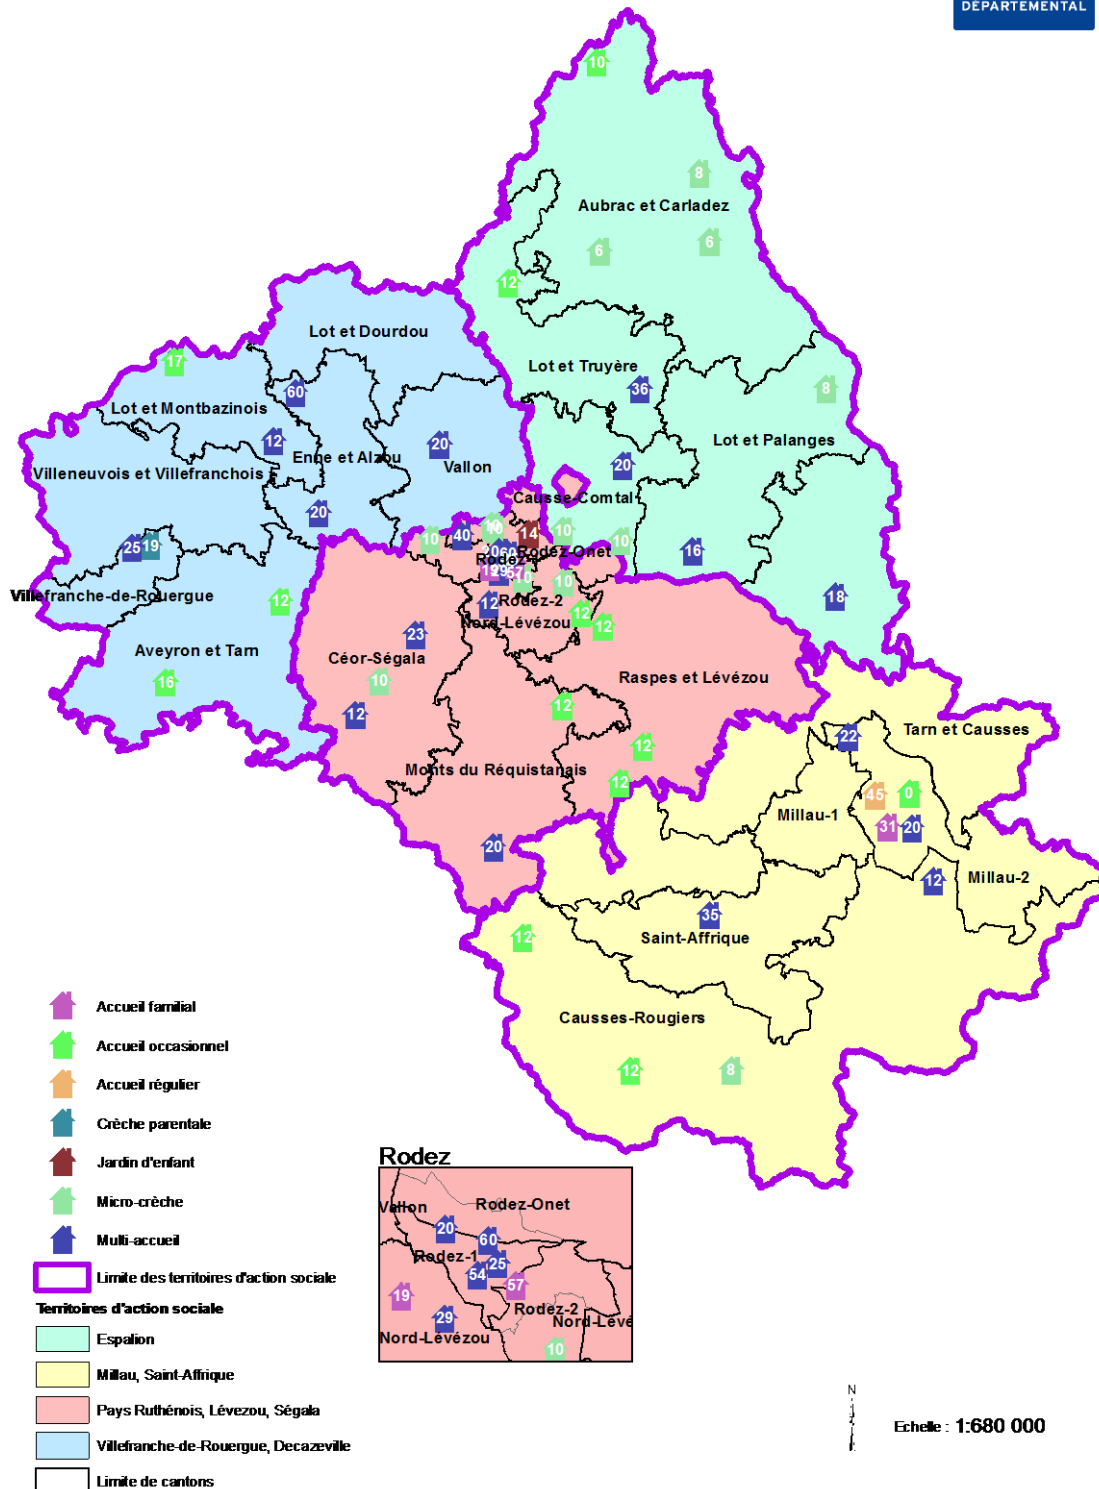 DÉPARTEMENTAL
10
8
Aubrac et Carladez
6
6
12
Lot et Dourdou
17
Lot et Truyère
36
8
60
Lot et Montbazinois
12
20
Lot et Palanges
Villeneuvois et Villefranchois
Enne et Alzou
Vallon
20
Causse-Comtal
20
10
40
10
14
10
10
25
19
Rodez-Onet
16
19
29
57
10
10
Villefranche-de-Rouergue
12
12
Rodez-2
12
18
Nord-Lévézou
12
23
Aveyron et Tarn
Céor-Ségala
16
10
Raspes et Lévézou
12
12
22
Tarn et Causses
12
Monts du Réquistanais
12
45
0
Millau-1
31
20
20
12
Millau-2
35
12
Saint-Affrique
Causses-Rougiers
12
8
Accueil familial
Accueil occasionnel
Accueil régulier
Crèche parentale
Jardin d'enfant
Micro-crèche
Multi-accueil
Limite des territoires d'action sociale
Territoires d'action sociale
Espalion
Millau, Saint-Affrique
Pays Ruthénois, Lévezou, Ségala
Villefranche-de-Rouergue, Decazeville
Limite de cantons
Rodez
Vallon
Rodez-Onet
20
60
Rodez-1
25
54
57
19
29
Rodez-2
Nord-Lévé
Nord-Lévézou
10
N
Echelle : 1:680 000